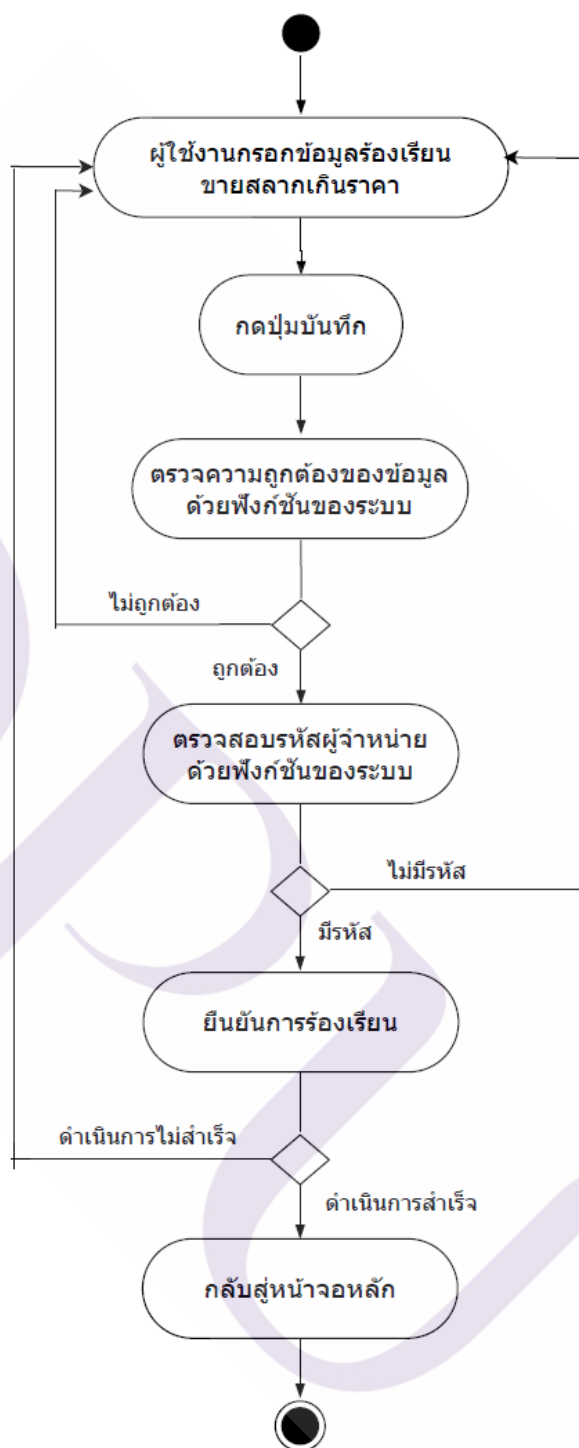 ผู้ใช้งานกรอกข้อมูลร้องเรียน
ขายสลากเกินราคา
กดปุ่มบันทึก
ตรวจความถูกต้องของข้อมูล
ด้วยฟังก์ชันของระบบ
ไม่ถูกต้อง
ถูกต้อง
ตรวจสอบรหัสผู้จำหน่าย
ด้วยฟังก์ชันของระบบ
ไม่มีรหัส
มีรหัส
ยืนยันการร้องเรียน
ดำเนินการไม่สำเร็จ
ดำเนินการสำเร็จ
กลับสู่หน้าจอหลัก